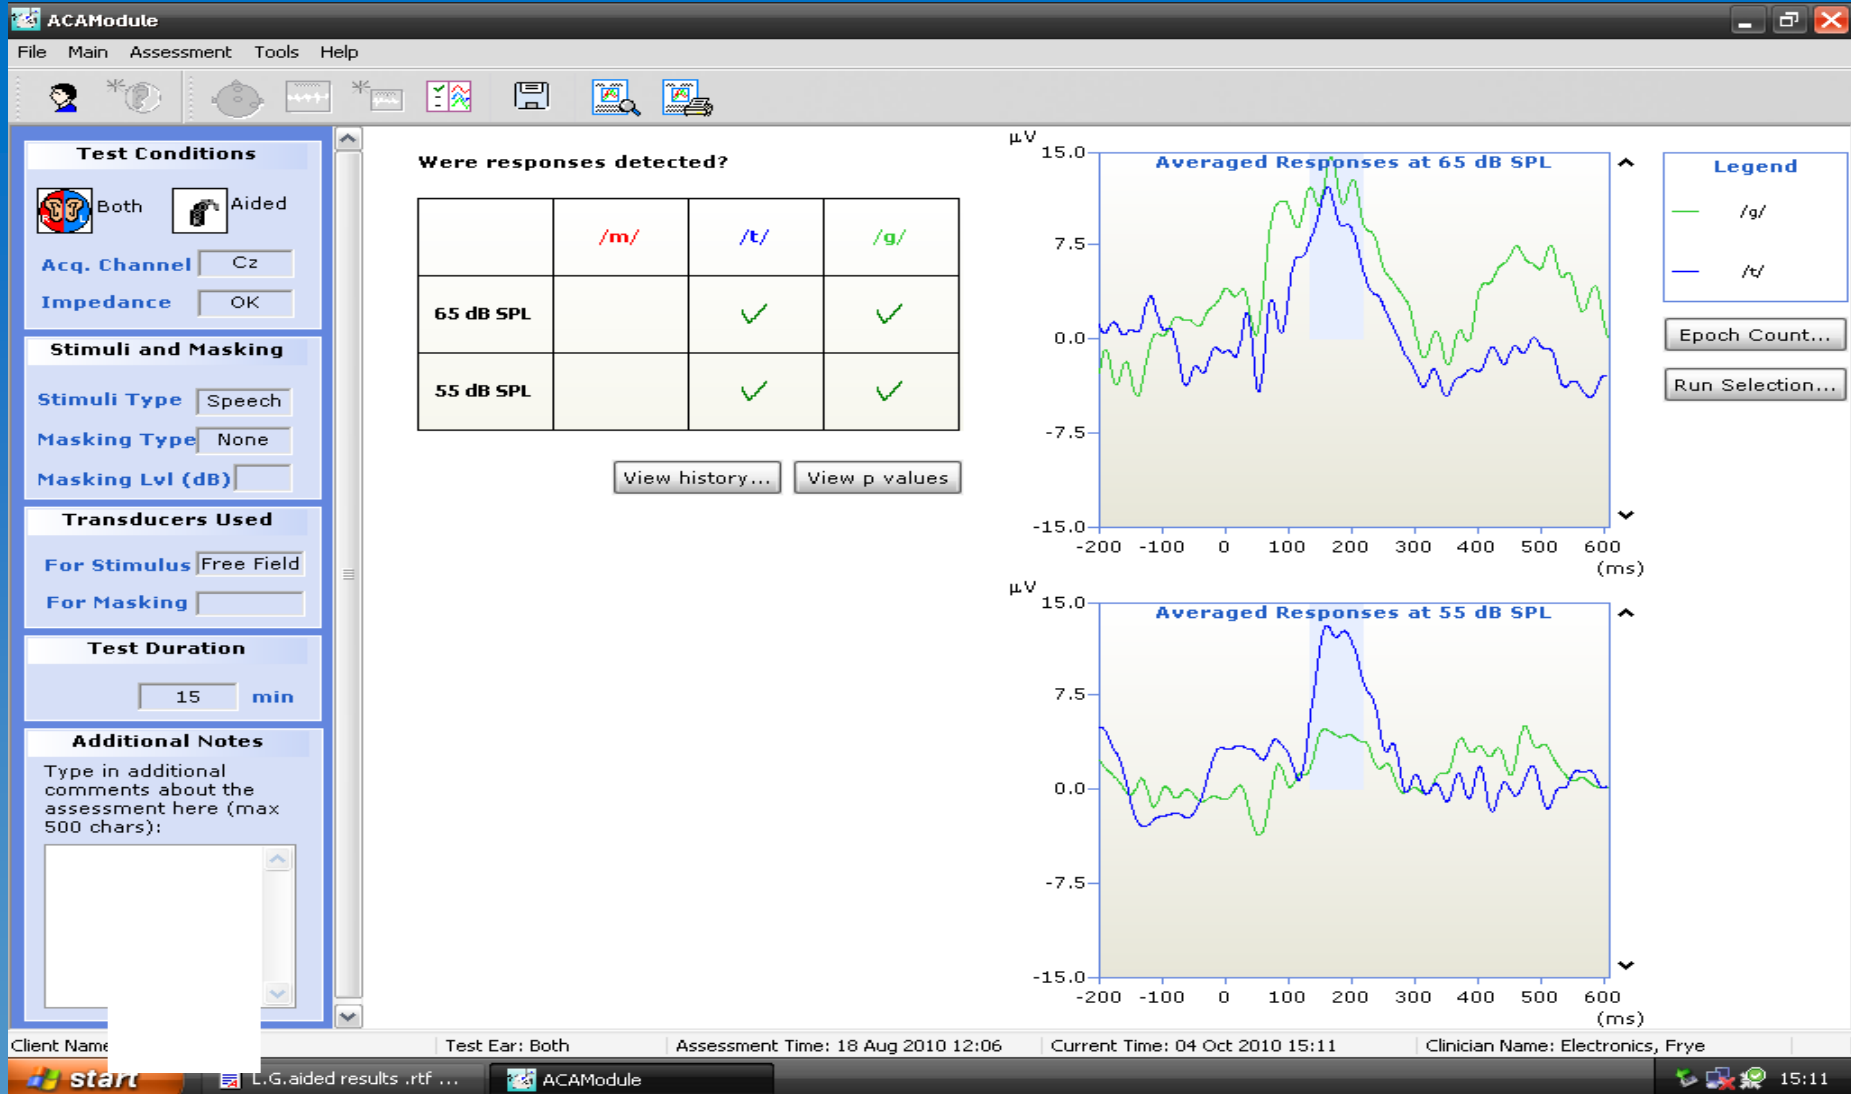 ACAModule
File Main Assessment Tools Help
Test Conditions
R L Both Aided
Acq. Channel Cz
Impedance OK
Stimuli and Masking
Stimuli Type Speech
Masking Type None
Masking Lvl (dB)
Transducers Used
For Stimulus Free Field
For Masking
Test Duration
15 min
Additional Notes
Type in additional
comments about the
assessment here (max
500 chars):
Were responses detected?
/m/ /t/ /g/
65 dB SPL
55 dB SPL
View history... View p values
µV
Averaged Responses at 65 dB SPL
15.0
7.5
0.0
-7.5
-15.0
-200 -100 0 100 200 300 400 500 600
(ms)
Legend
/g/
/t/
Epoch Count...
Run Selection...
µV
Averaged Responses at 55 dB SPL
15.0
7.5
0.0
-7.5
-15.0
-200 -100 0 100 200 300 400 500 600
(ms)
Client Name Test Ear: Both Assessment Time: 18 Aug 2010 12:06 Current Time: 04 Oct 2010 15:11 Clinician Name: Electronics, Frye
start L.G.aided results .rtf ... ACAModule 15:11